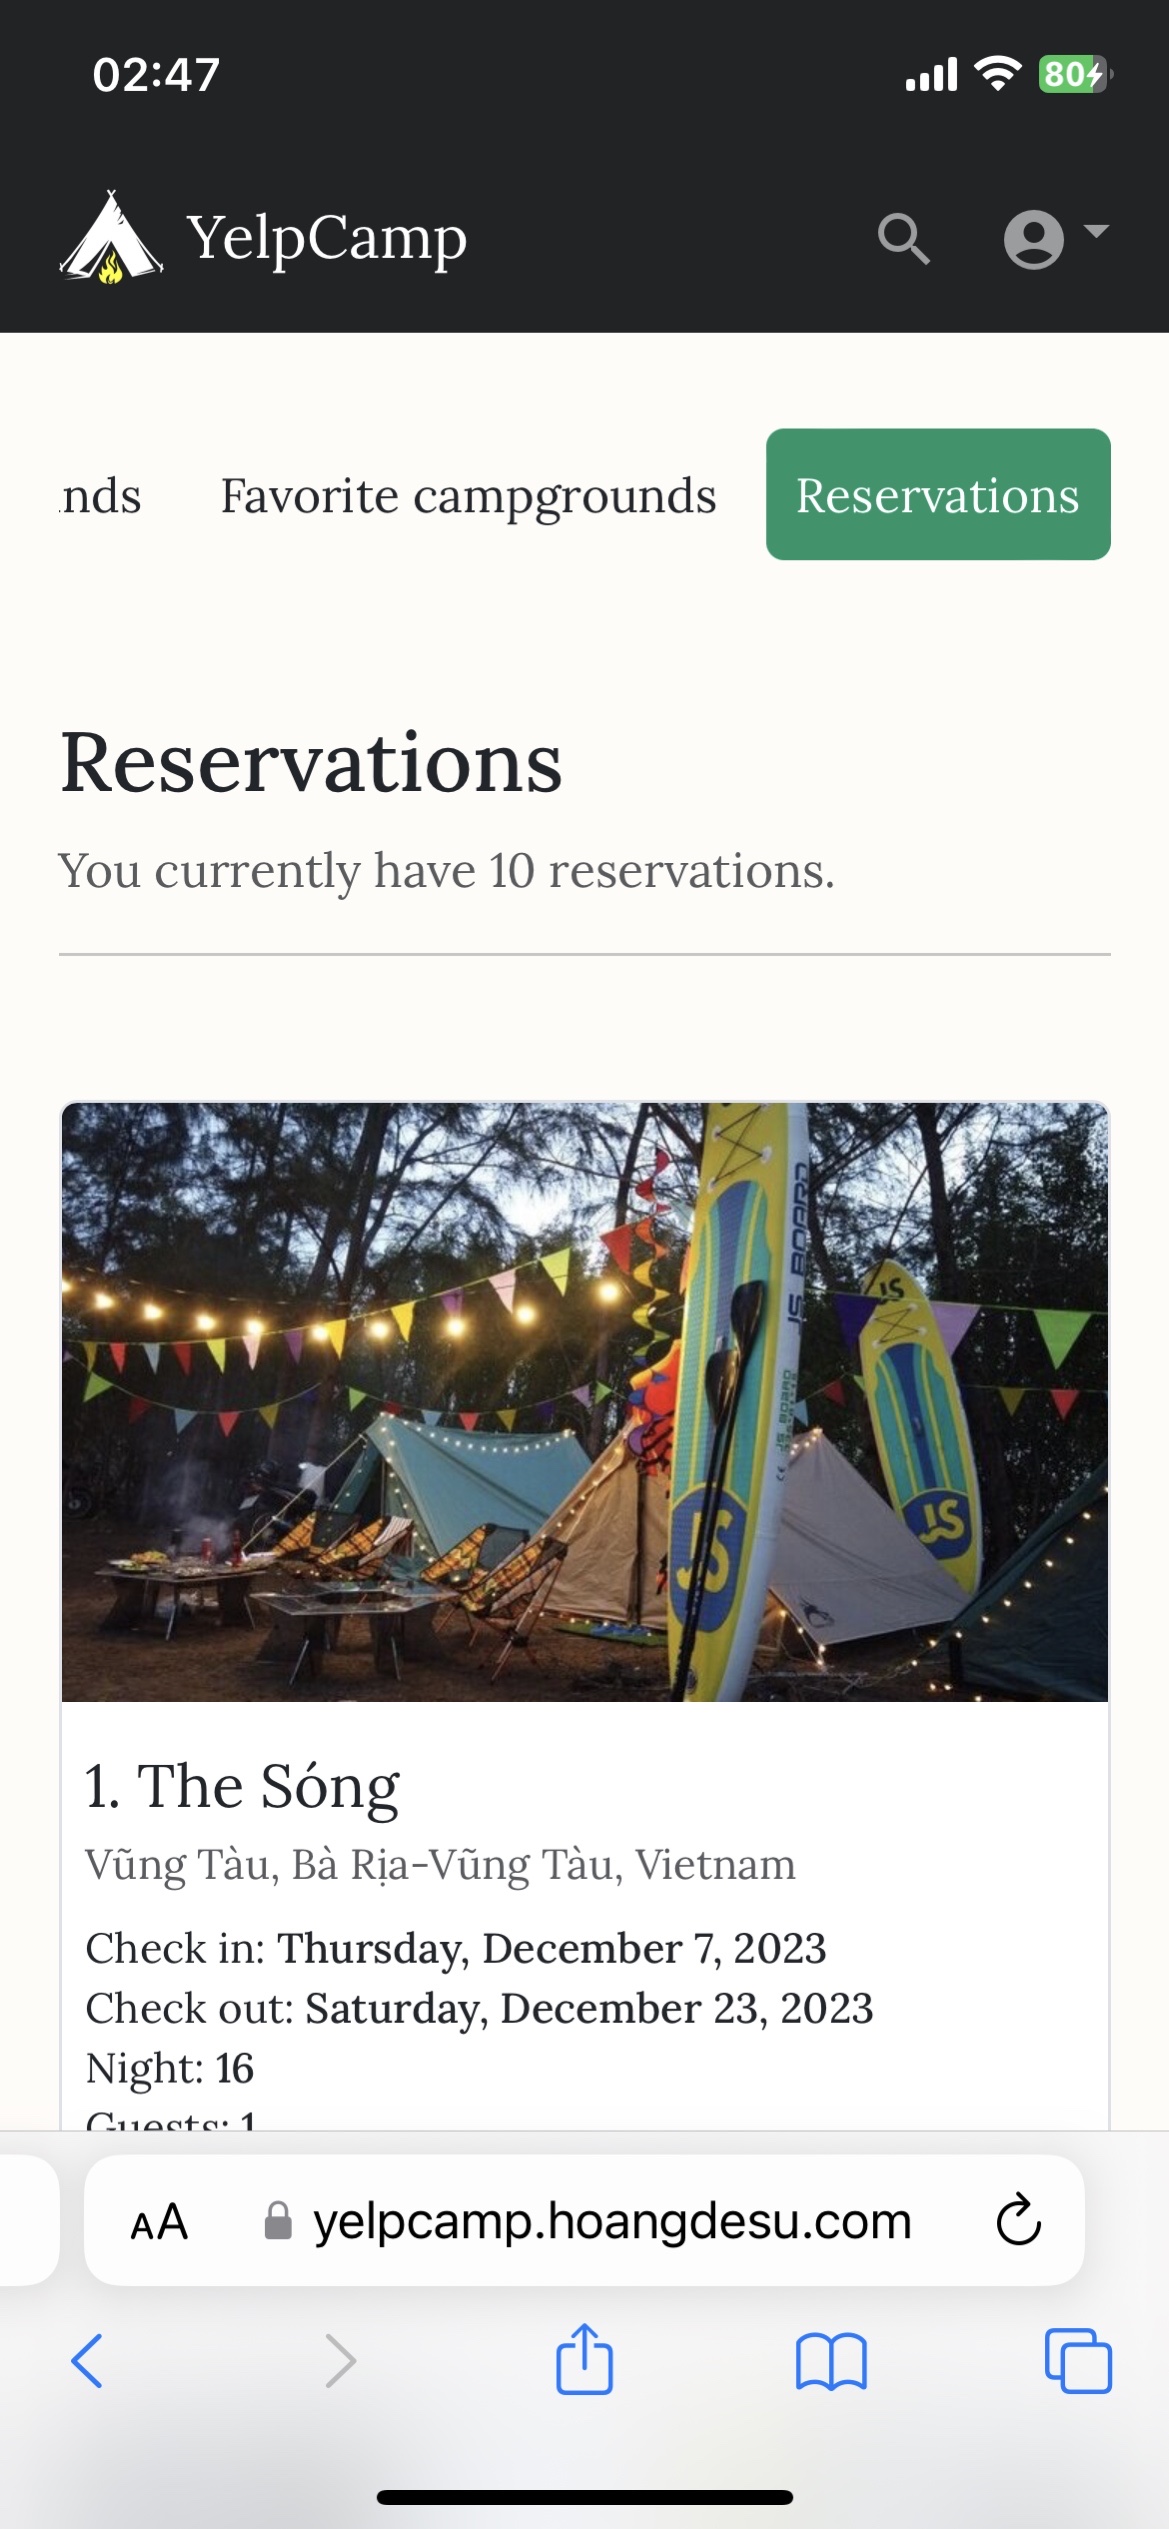 02:47
80
YelpCamp
nds
Favorite campgrounds
Reservations
Reservations
You currently have 10 reservations.
JS BOARD
JS
JS BOARD
JS
JS
1. The Sóng
Vũng Tàu, Bà Rịa-Vũng Tàu, Vietnam
Check in: Thursday, December 7, 2023
Check out: Saturday, December 23, 2023
Night: 16
Guests: 1
AA
yelpcamp.hoangdesu.com